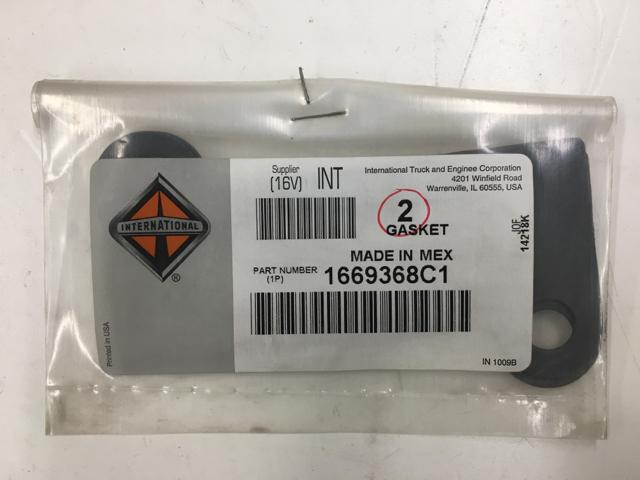 Supplier
(16V) INT
International Truck and Enginee Corporation
4201 Winfield Road
Warrenville, IL 60555, USA
2
GASKET
JOF
14218K
INTERNATIONAL
®
MADE IN MEX
PART NUMBER
(1P)
1669368C1
Printed in USA
IN 1009B